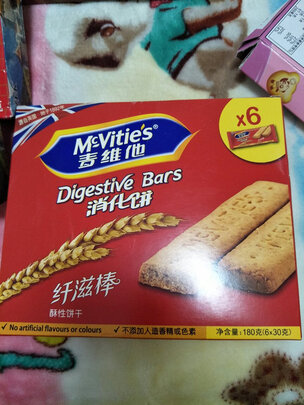 x6
McVitie's
麦维他
Digestive Bars
消化饼
纤滋棒
酥性饼干
✓ No artificial flavours or colours
✓ 不添加人造香精或色素
净含量: 180克(6×30克)